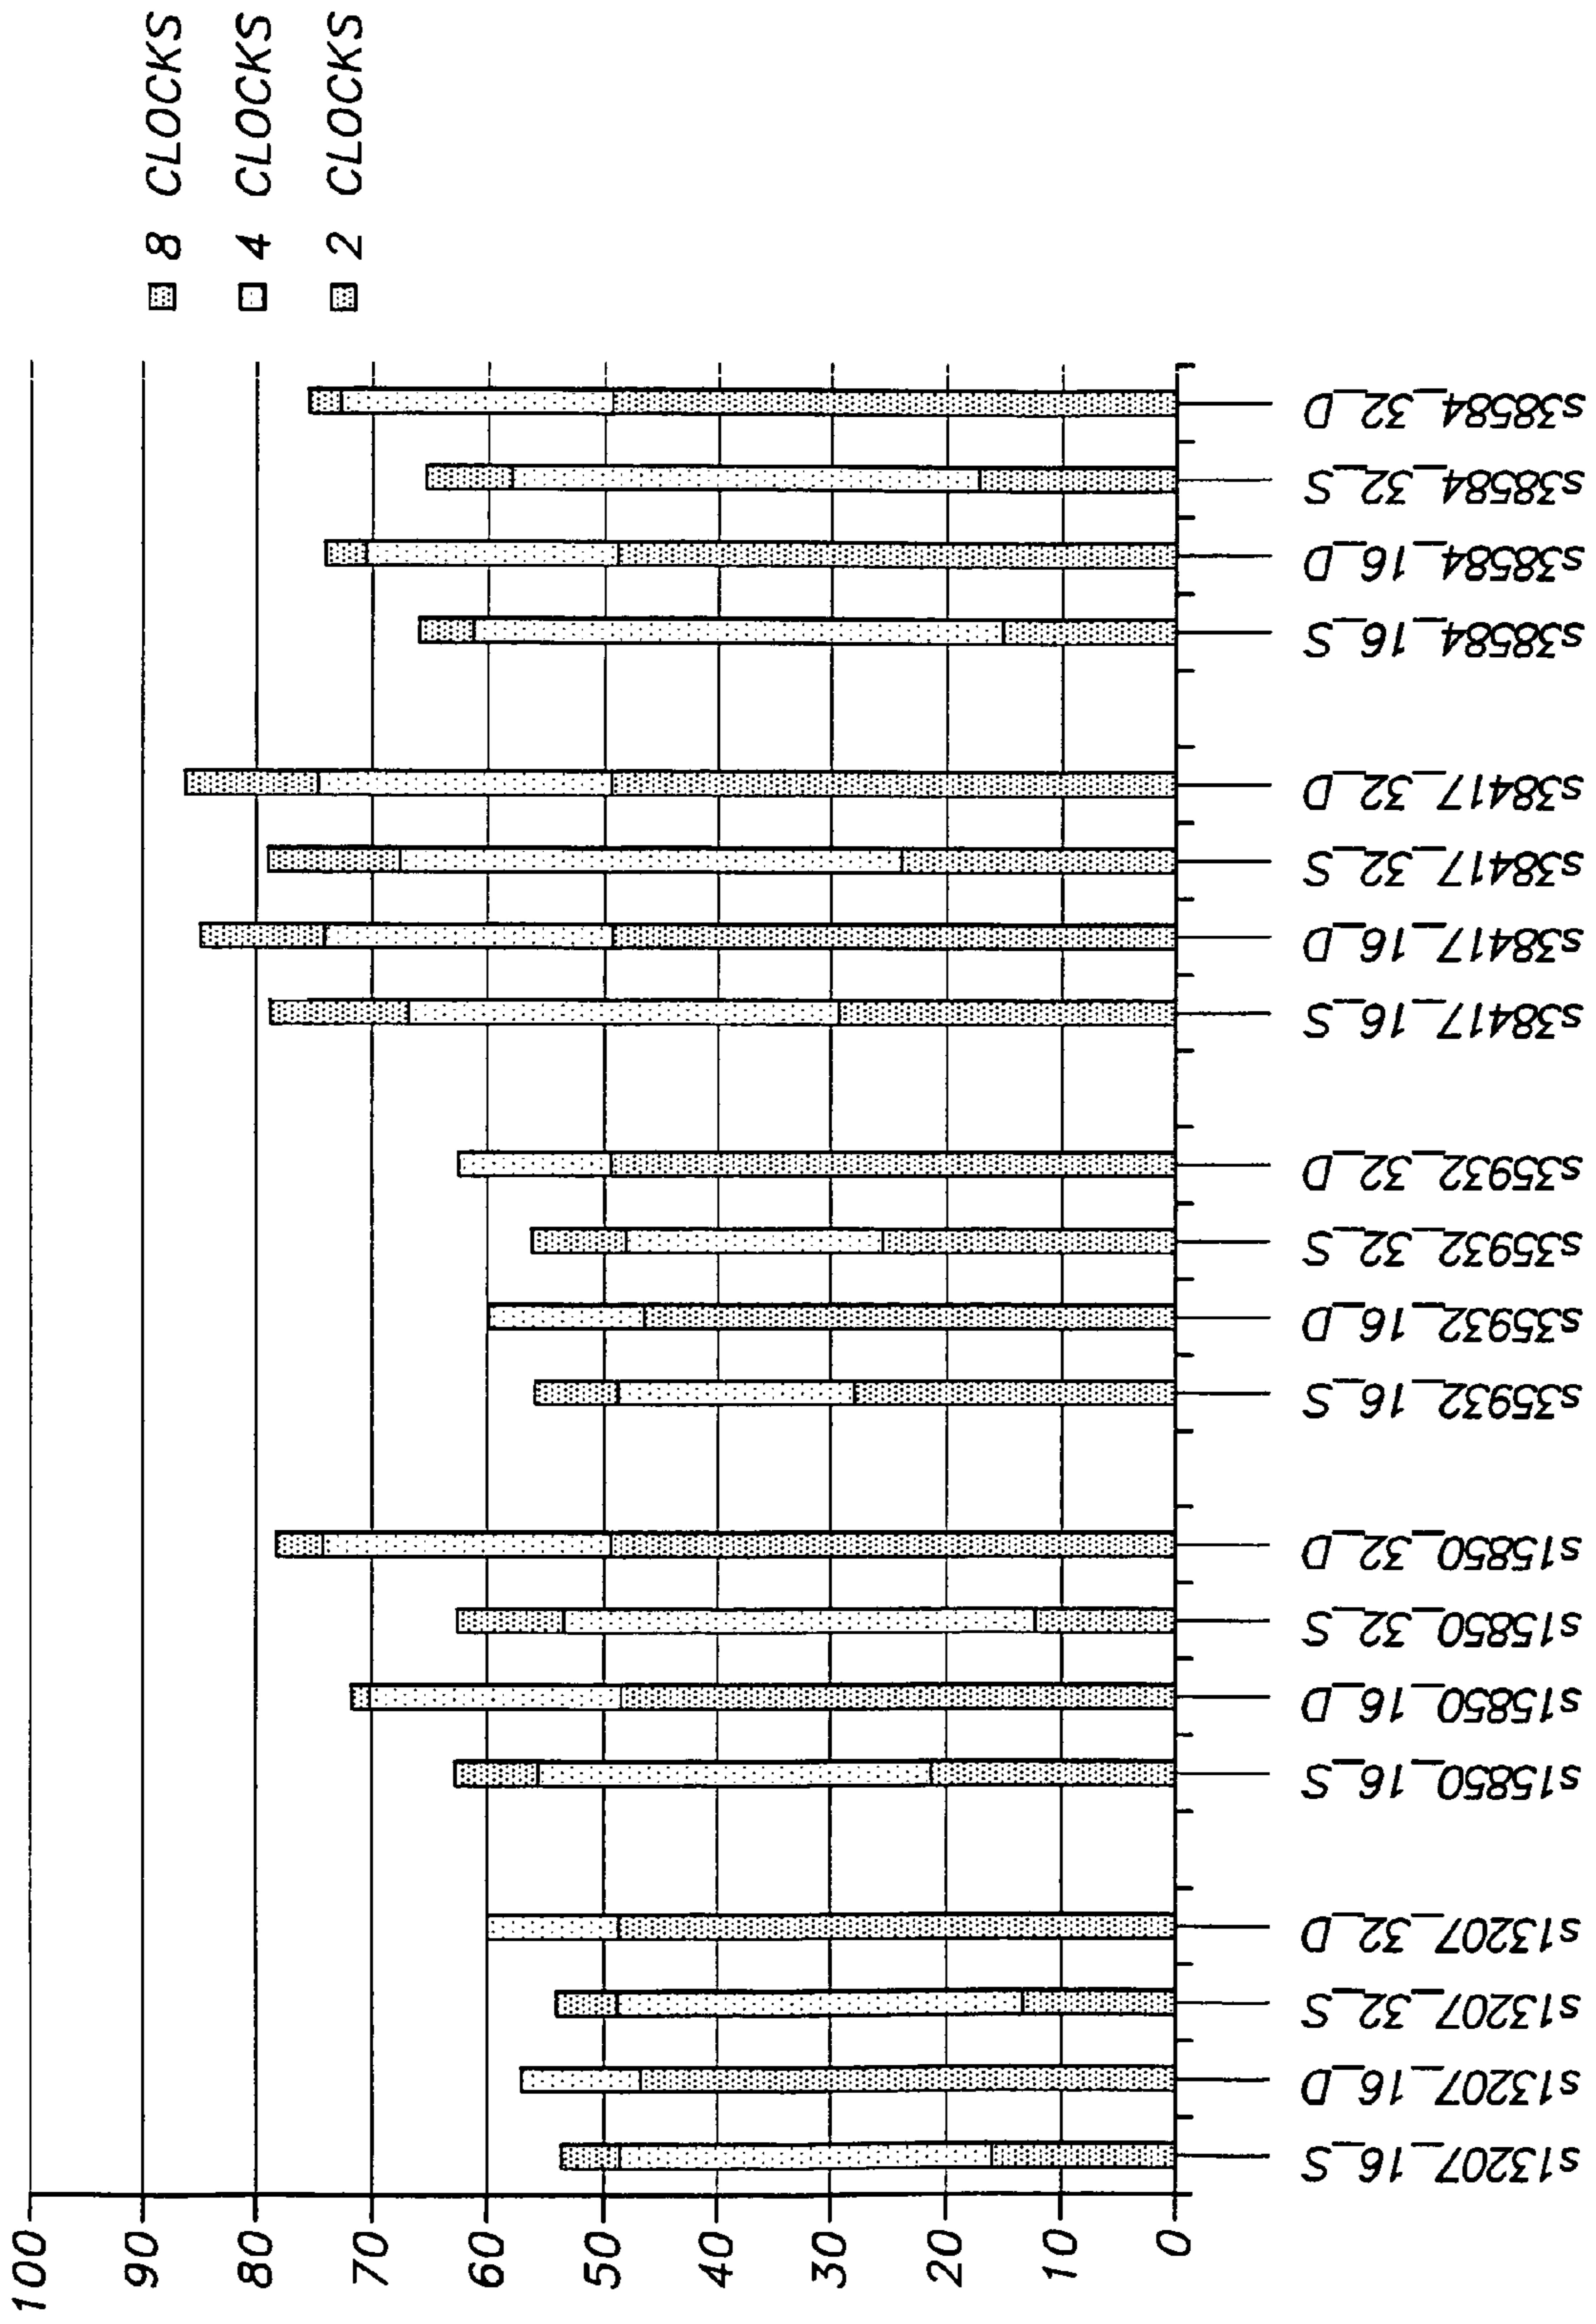 8 CLOCKS
4 CLOCKS
2 CLOCKS
100
90
80
70
60
50
40
30
20
10
0
s13207_16_S
s13207_16_D
s13207_32_S
s13207_32_D
s15850_16_S
s15850_16_D
s15850_32_S
s15850_32_D
s35932_16_S
s35932_16_D
s35932_32_S
s35932_32_D
s38417_16_S
s38417_16_D
s38417_32_S
s38417_32_D
s38584_16_S
s38584_16_D
s38584_32_S
s38584_32_D